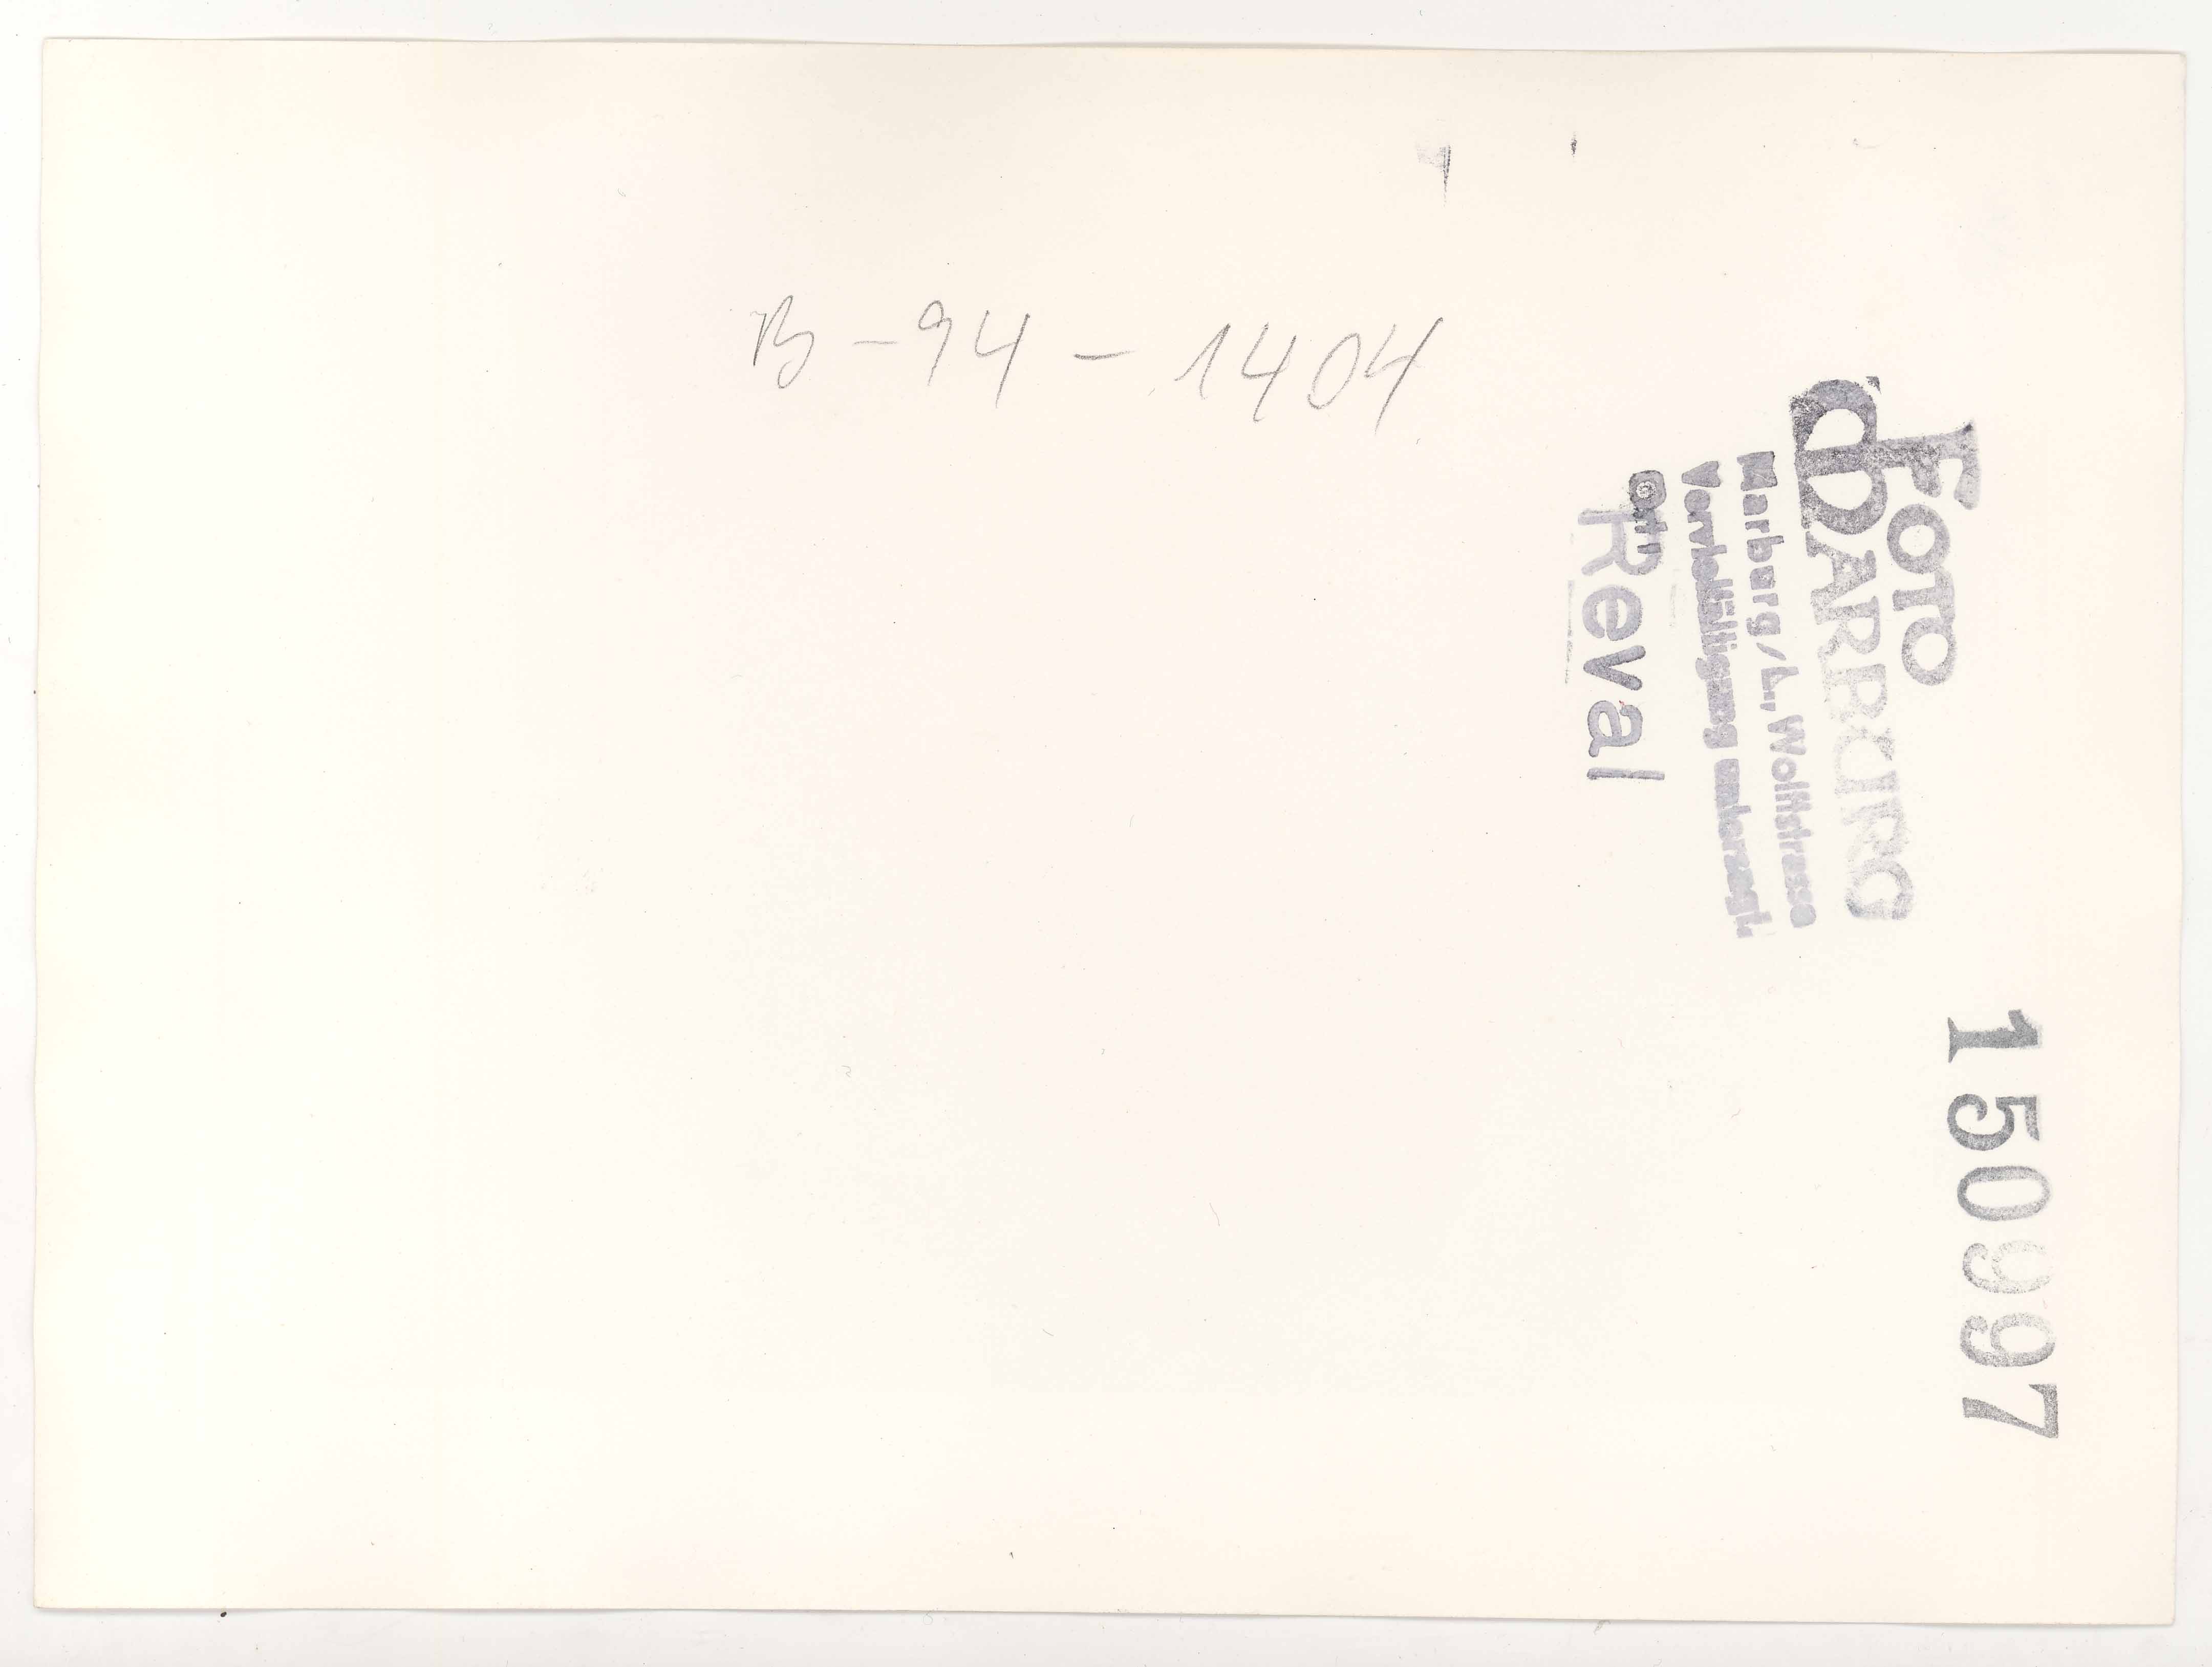 B-94-1404
FOTO
MARBURG
Marburg/L., Wolffstrasse
Vervielfältigung untersagt.
Ort:
Reval
150997